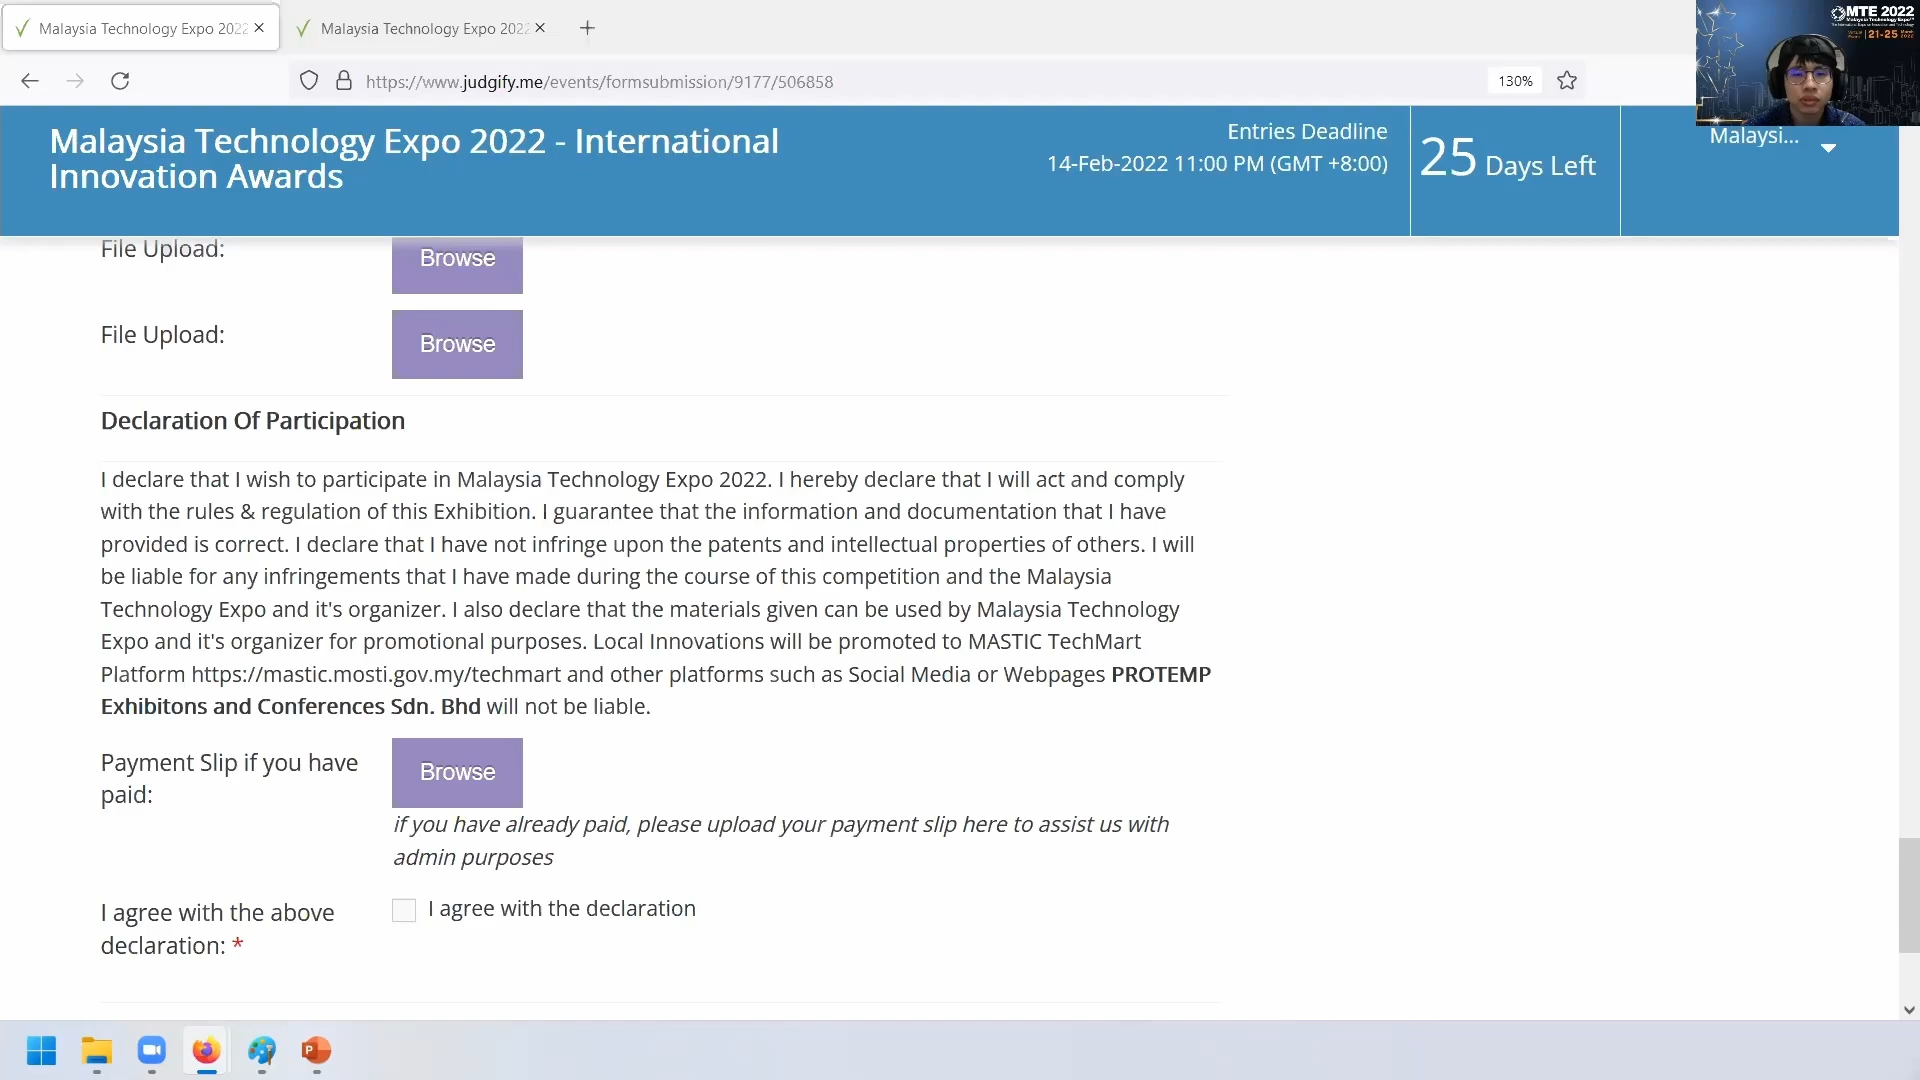 Malaysia Technology Expo 2022
Malaysia Technology Expo 2022
https://www.judgify.me/events/formsubmission/9177/506858
130%
MTE 2022
21-25
Malaysia Technology Expo 2022 - International
Innovation Awards
Entries Deadline
14-Feb-2022 11:00 PM (GMT +8:00)
25 Days Left
Malaysi...
File Upload:
Browse
File Upload:
Browse
Declaration Of Participation
I declare that I wish to participate in Malaysia Technology Expo 2022. I hereby declare that I will act and comply
with the rules & regulation of this Exhibition. I guarantee that the information and documentation that I have
provided is correct. I declare that I have not infringe upon the patents and intellectual properties of others. I will
be liable for any infringements that I have made during the course of this competition and the Malaysia
Technology Expo and it's organizer. I also declare that the materials given can be used by Malaysia Technology
Expo and it's organizer for promotional purposes. Local Innovations will be promoted to MASTIC TechMart
Platform https://mastic.mosti.gov.my/techmart and other platforms such as Social Media or Webpages PROTEMP
Exhibitons and Conferences Sdn. Bhd will not be liable.
Payment Slip if you have
paid:
Browse
if you have already paid, please upload your payment slip here to assist us with
admin purposes
I agree with the above
declaration: *
I agree with the declaration